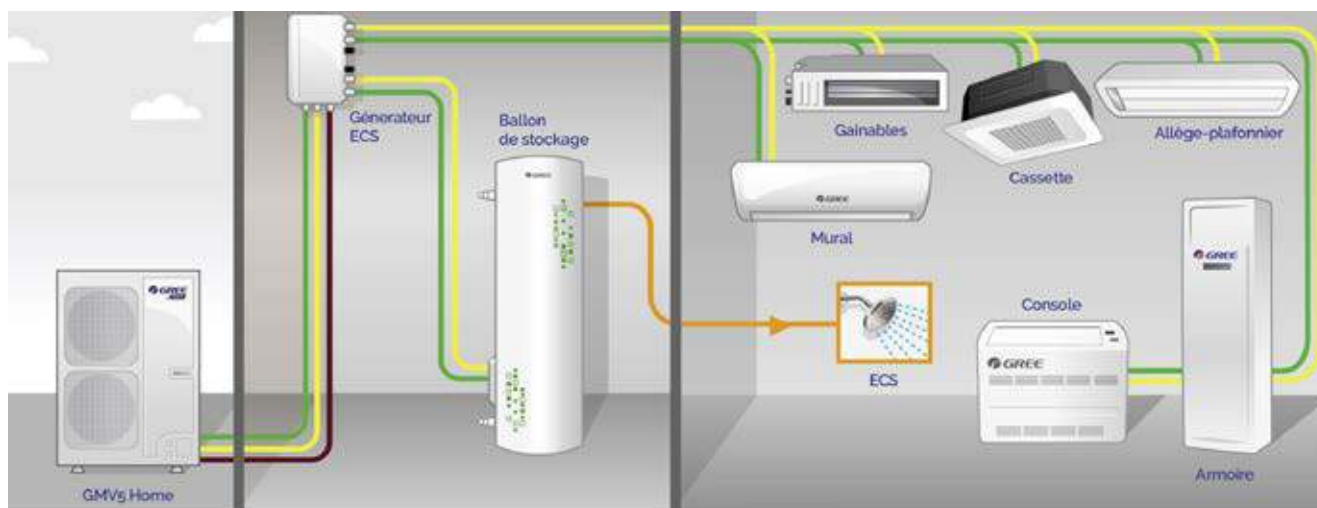 Génerateur
ECS
Ballon
de stockage
GREE
Gainables
Cassette
Allège-plafonnier
GREE
Mural
GREE
GMV5 Home
ECS
Console
GREE
GREE
Armoire